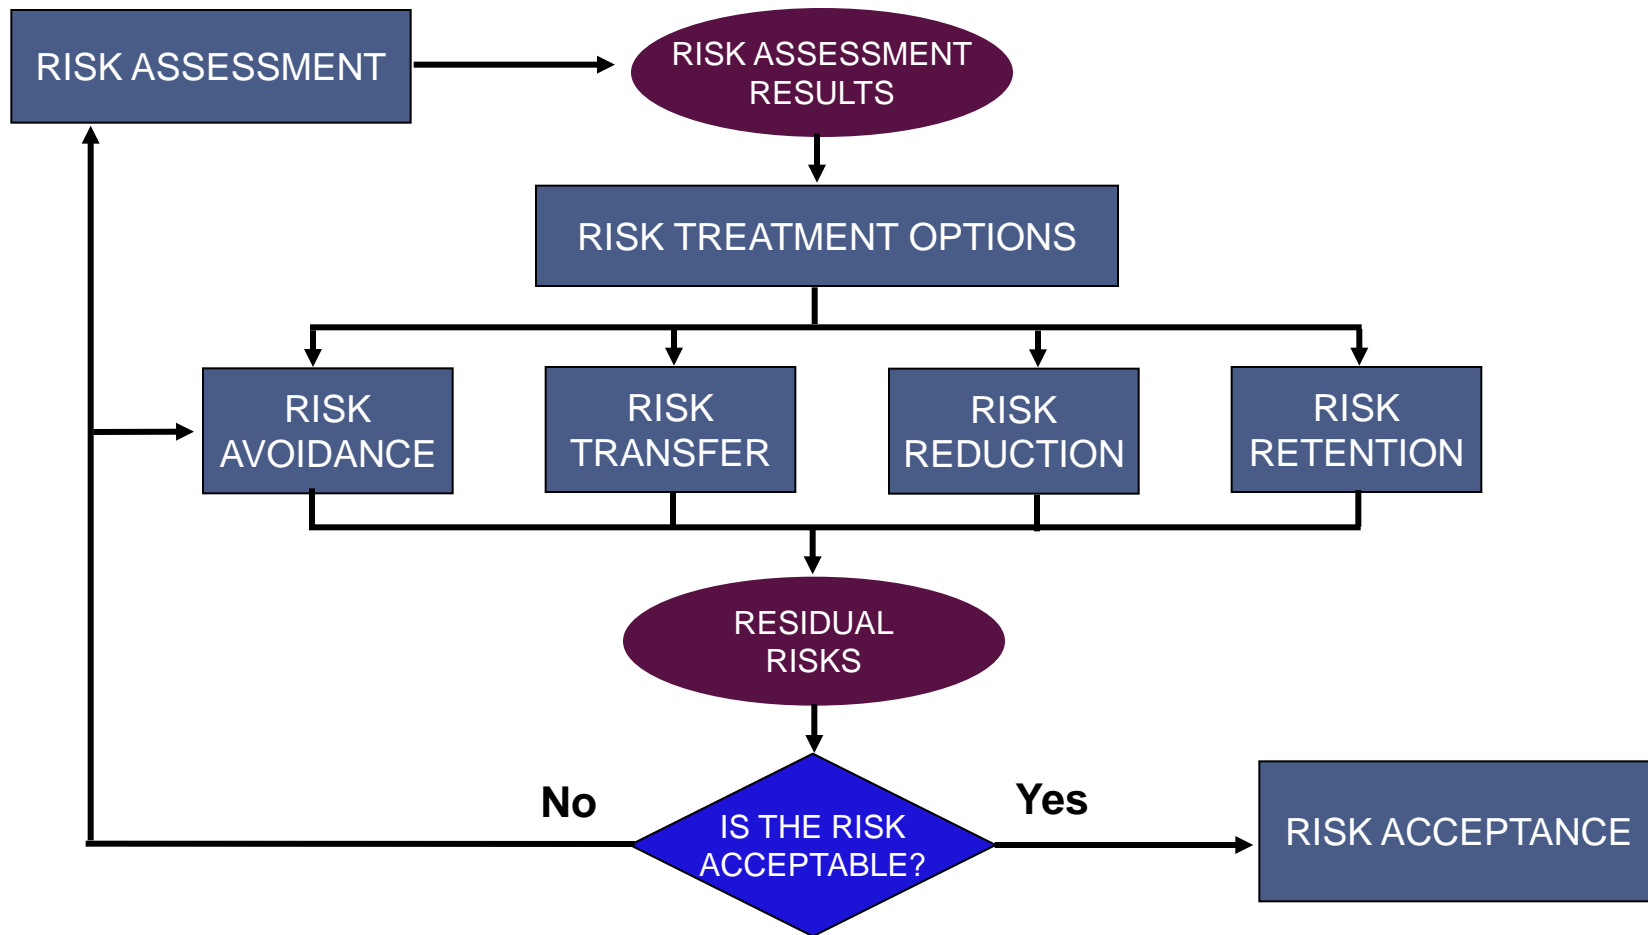 RISK ASSESSMENT
RISK ASSESSMENT
RESULTS
RISK TREATMENT OPTIONS
RISK
AVOIDANCE
RISK
TRANSFER
RISK
REDUCTION
RISK
RETENTION
RESIDUAL
RISKS
No
Yes
IS THE RISK
ACCEPTABLE?
RISK ACCEPTANCE